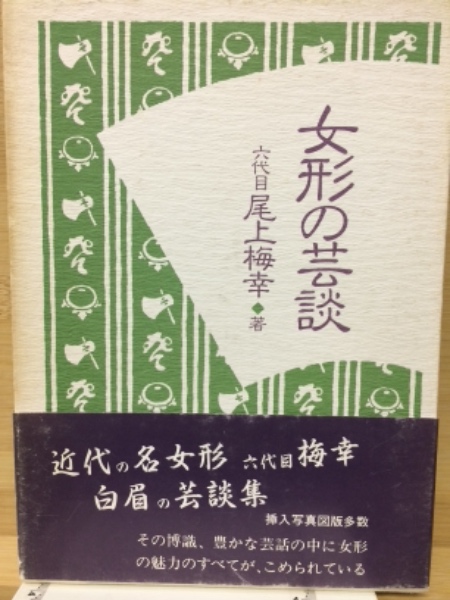 女形の芸談
六代目 尾上梅幸◆著
近代の名女形 六代目梅幸
白眉の芸談集
挿入写真図版多数
その博識、豊かな芸話の中に女形
の魅力のすべてが、こめられている